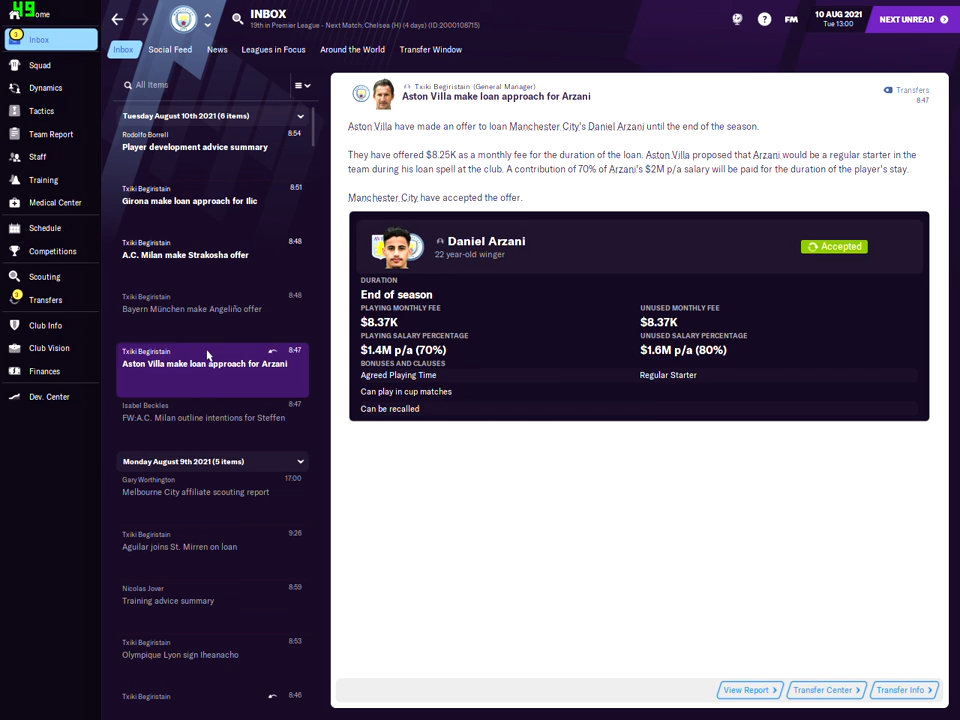 49
ome
INBOX
19th in Premier League - Next Match: Chelsea (H) (4 days) (ID:2000108715)
FM
10 AUG 2021
Tue 13:00
NEXT UNREAD
Inbox
Social Feed
News
Leagues in Focus
Around the World
Transfer Window
3
Inbox
Squad
Dynamics
Tactics
Team Report
Staff
Training
Medical Center
Schedule
Competitions
Scouting
3
Transfers
Club Info
Club Vision
Finances
Dev. Center
All Items
Tuesday August 10th 2021 (6 items)
Rodolfo Borrell 8:54
Player development advice summary
Txiki Begiristain 8:51
Girona make loan approach for Ilic
Txiki Begiristain 8:48
A.C. Milan make Strakosha offer
Txiki Begiristain 8:48
Bayern München make Angeliño offer
Txiki Begiristain 8:47
Aston Villa make loan approach for Arzani
Isabel Beckles 8:47
FW:A.C. Milan outline intentions for Steffen
Monday August 9th 2021 (5 items)
Gary Worthington 17:00
Melbourne City affiliate scouting report
Txiki Begiristain 9:26
Aguilar joins St. Mirren on loan
Nicolas Jover 8:59
Training advice summary
Txiki Begiristain 8:53
Olympique Lyon sign Iheanacho
Txiki Begiristain 8:46
Txiki Begiristain (General Manager)
Aston Villa make loan approach for Arzani
Transfers
8:47
Aston Villa have made an offer to loan Manchester City's Daniel Arzani until the end of the season.
They have offered $8.25K as a monthly fee for the duration of the loan. Aston Villa proposed that Arzani would be a regular starter in the
team during his loan spell at the club. A contribution of 70% of Arzani's $2M p/a salary will be paid for the duration of the player's stay.
Manchester City have accepted the offer.
Daniel Arzani
22 year-old winger
Accepted
DURATION
End of season
PLAYING MONTHLY FEE UNUSED MONTHLY FEE
$8.37K $8.37K
PLAYING SALARY PERCENTAGE UNUSED SALARY PERCENTAGE
$1.4M p/a (70%) $1.6M p/a (80%)
BONUSES AND CLAUSES
Agreed Playing Time Regular Starter
Can play in cup matches
Can be recalled
View Report
Transfer Center
Transfer Info